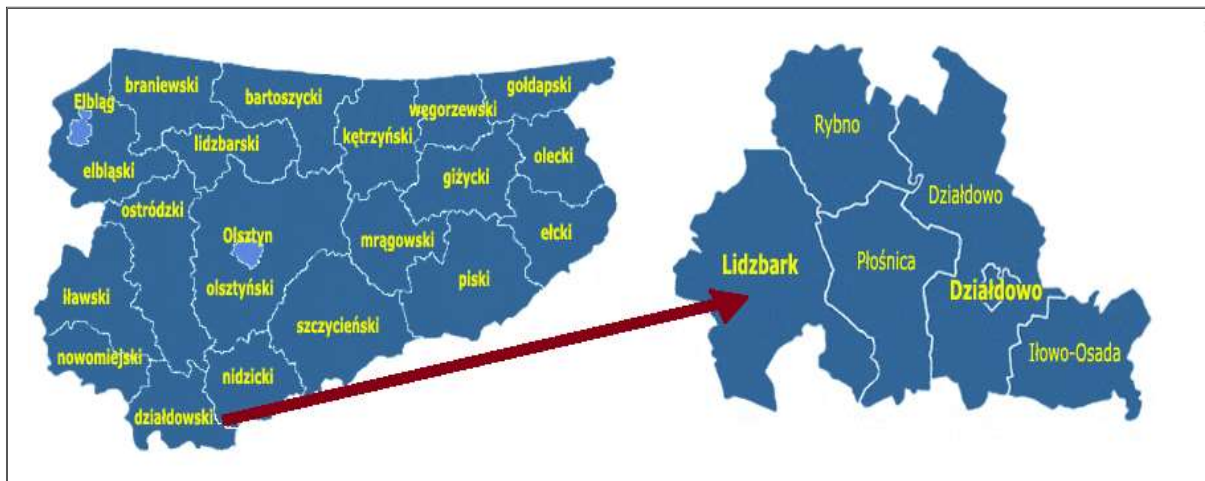 Elbląg
braniewski
bartoszycki
gołdapski
węgorzewski
kętrzyński
lidzbarski
elbląski
olecki
giżycki
ostródzki
Olsztyn
mrągowski
ełcki
olsztyński
piski
iławski
szczycieński
nowomiejski
nidzicki
działdowski
Rybno
Działdowo
Lidzbark
Płośnica
Działdowo
Iłowo-Osada